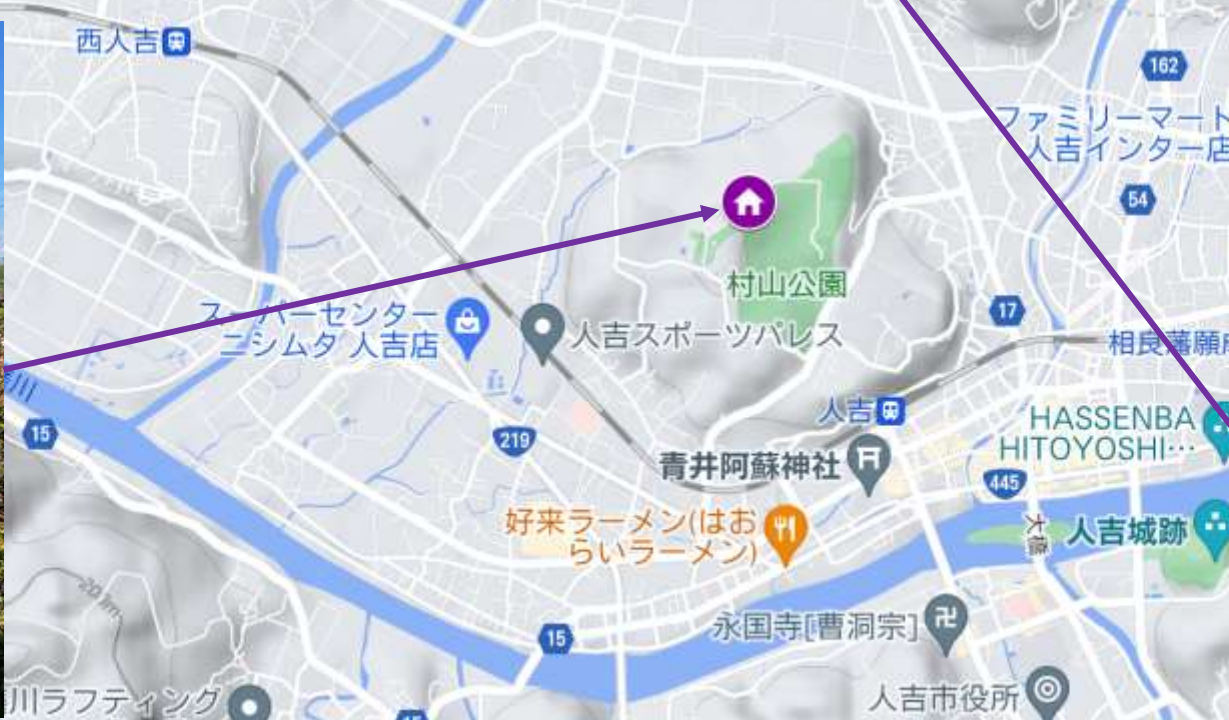 西人吉
162
ファミリーマート
人吉インター店
54
村山公園
17
スーパーセンター
ニシムタ 人吉店
人吉スポーツパレス
相良藩願
人吉
15
HASSENBA
HITOYOSHI…
219
青井阿蘇神社
445
好来ラーメン(はお
らいラーメン)
大橋
人吉城跡
永国寺[曹洞宗]
15
人吉市役所
川ラフティング